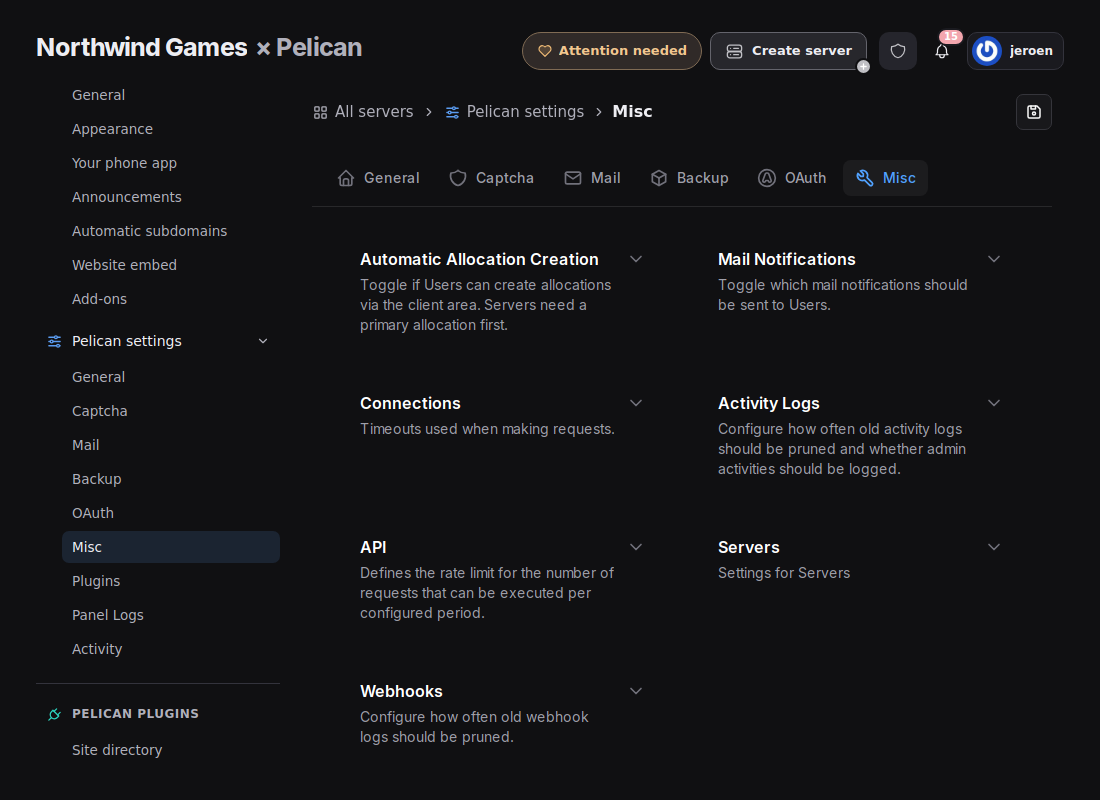 Northwind Games × Pelican
Attention needed
Create server
15
jeroen
General
Appearance
Your phone app
Announcements
Automatic subdomains
Website embed
Add-ons
Pelican settings
General
Captcha
Mail
Backup
OAuth
Misc
Plugins
Panel Logs
Activity
PELICAN PLUGINS
Site directory
All servers > Pelican settings > Misc
General
Captcha
Mail
Backup
OAuth
Misc
Automatic Allocation Creation
Toggle if Users can create allocations
via the client area. Servers need a
primary allocation first.
Mail Notifications
Toggle which mail notifications should
be sent to Users.
Connections
Timeouts used when making requests.
Activity Logs
Configure how often old activity logs
should be pruned and whether admin
activities should be logged.
API
Defines the rate limit for the number of
requests that can be executed per
configured period.
Servers
Settings for Servers
Webhooks
Configure how often old webhook
logs should be pruned.